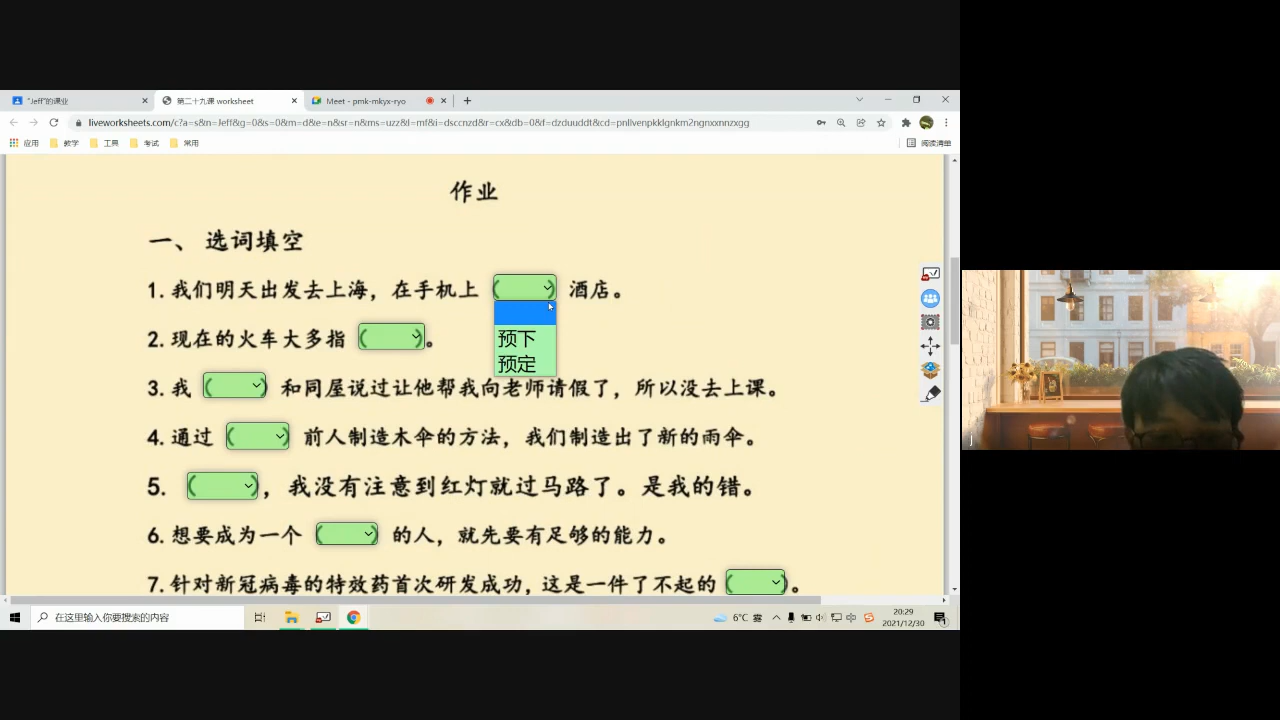 "Jeff"的课业
第二十九课 worksheet
Meet - pmk-mkyx-ryo
liveworksheets.com/c?a=s&n=Jeff&g=0&s=0&m=d&e=n&sr=n&ms=uzz&l=mf&i=dsccnzd&r=cx&db=0&f=dzduuddt&cd=pnllvenpkklgnkm2ngnxxmnzxgg
应用 教学 工具 考试 常用 阅读清单
作业
一、 选词填空
1.我们明天出发去上海，在手机上 ( ) 酒店。
预下
预定
2.现在的火车大多指 ( )。
3.我 ( ) 和同屋说过让他帮我向老师请假了，所以没去上课。
4.通过 ( ) 前人制造木伞的方法，我们制造出了新的雨伞。
5. ( )，我没有注意到红灯就过马路了。是我的错。
6.想要成为一个 ( ) 的人，就先要有足够的能力。
7.针对新冠病毒的特效药首次研发成功，这是一件了不起的 ( )。
在这里输入你要搜索的内容
6°C 雾
中
20:29
2021/12/30
J